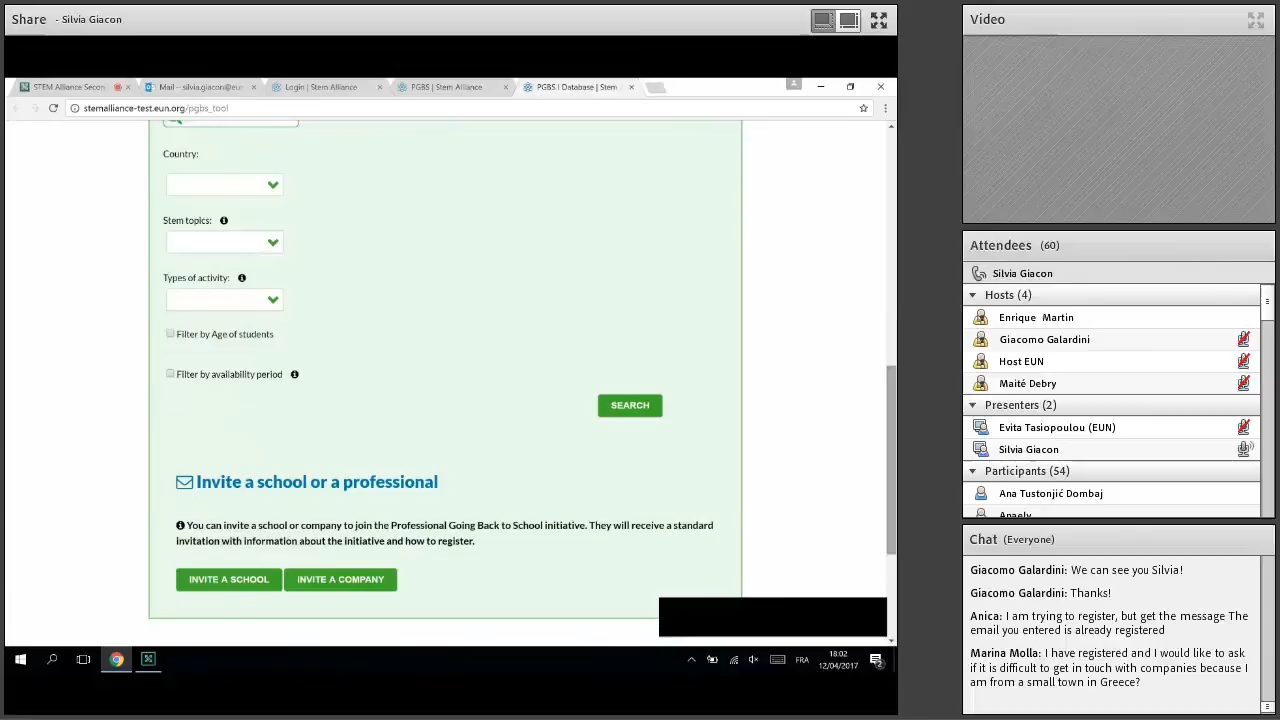 Share - Silvia Giacon
STEM Alliance Secon
Mail – silvia.giacon@eun
Login | Stem Alliance
PGBS | Stem Alliance
PGBS | Database | Stem
stemalliance-test.eun.org/pgbs_tool
Country:
Stem topics:
Types of activity:
Filter by Age of students
Filter by availability period
SEARCH
Invite a school or a professional
You can invite a school or company to join the Professional Going Back to School initiative. They will receive a standard
invitation with information about the initiative and how to register.
INVITE A SCHOOL
INVITE A COMPANY
FRA
18:02
12/04/2017
2
Video
Attendees (60)
Silvia Giacon
Hosts (4)
Enrique Martin
Giacomo Galardini
Host EUN
Maité Debry
Presenters (2)
Evita Tasiopoulou (EUN)
Silvia Giacon
Participants (54)
Ana Tustonjić Dombaj
Anaely
Chat (Everyone)
Giacomo Galardini: We can see you Silvia!
Giacomo Galardini: Thanks!
Anica: I am trying to register, but get the message The
email you entered is already registered
Marina Molla: I have registered and I would like to ask
if it is difficult to get in touch with companies because I
am from a small town in Greece?